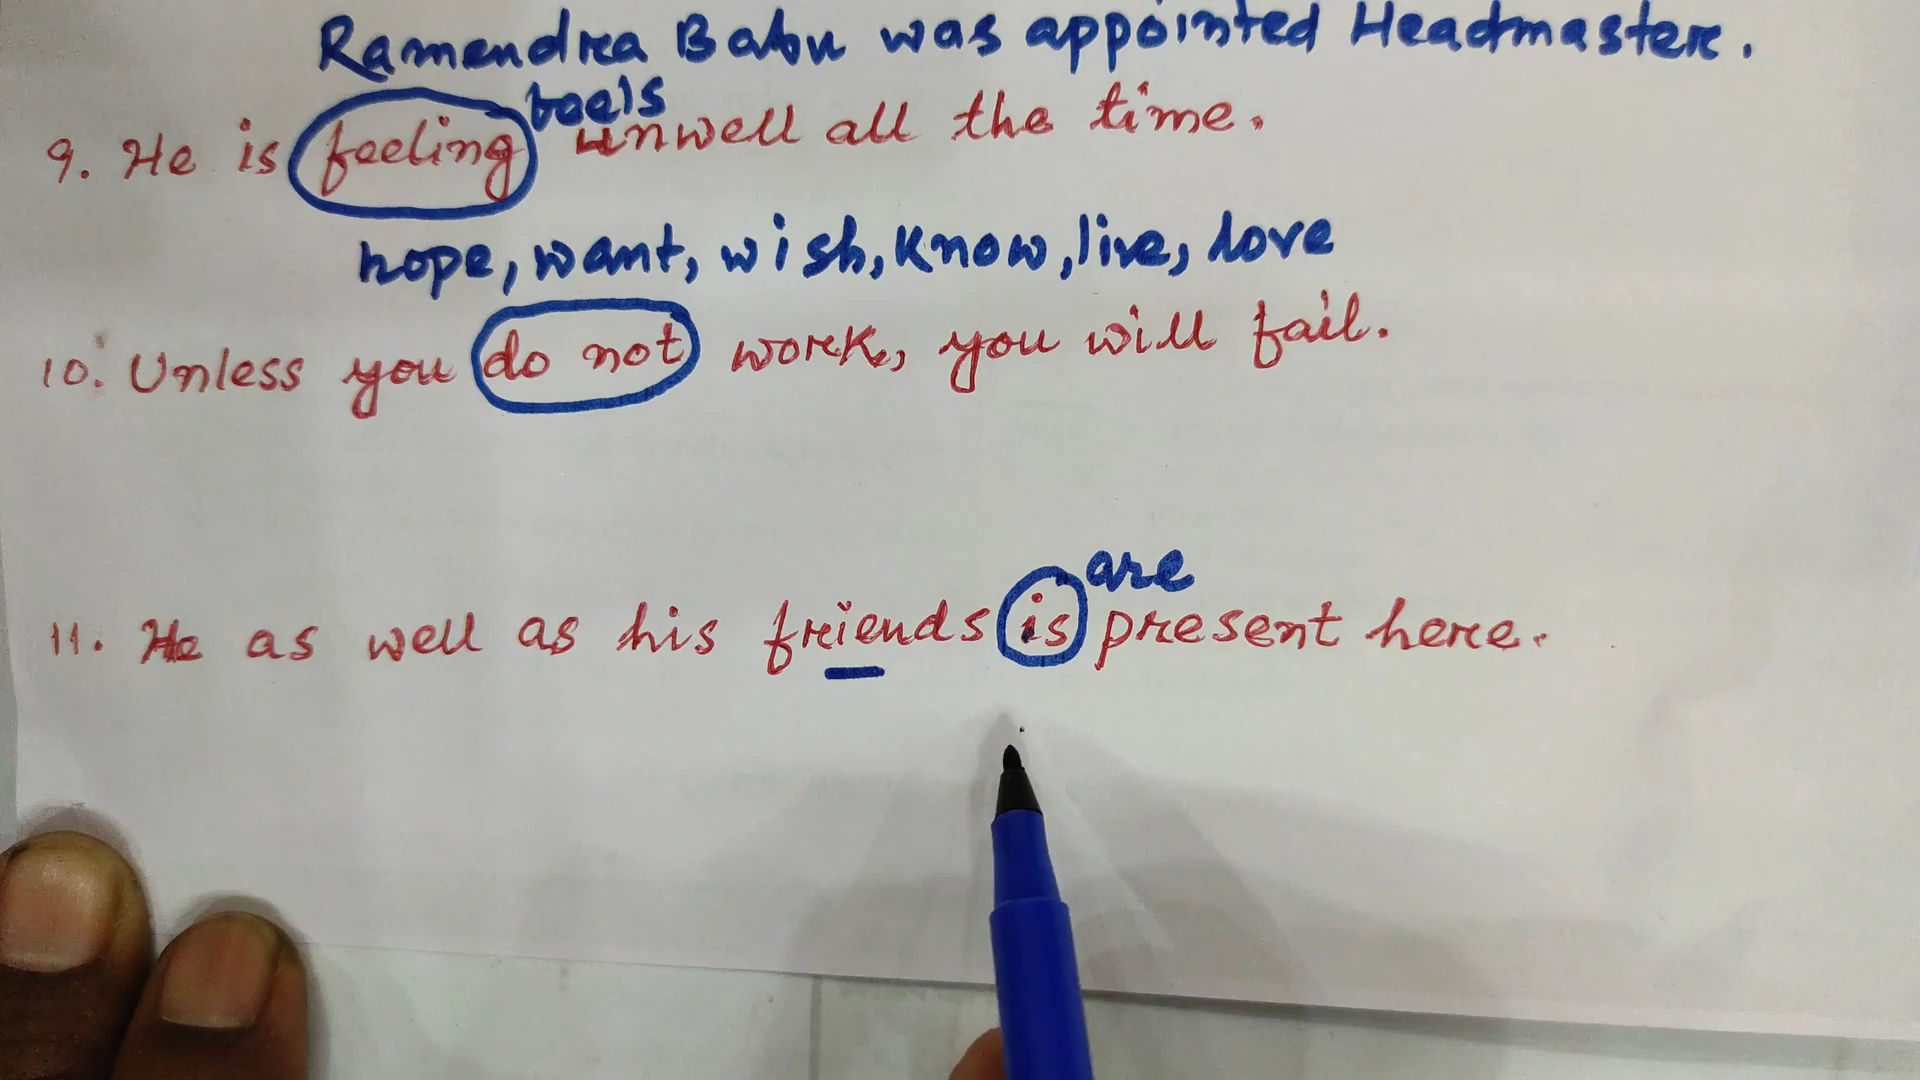 Ramendra Babu was appointed Headmaster.
feels
9. He is feeling unwell all the time.
hope, want, wish, know, live, love
10. Unless you do not work, you will fail.
are
11. He as well as his friends is present here.